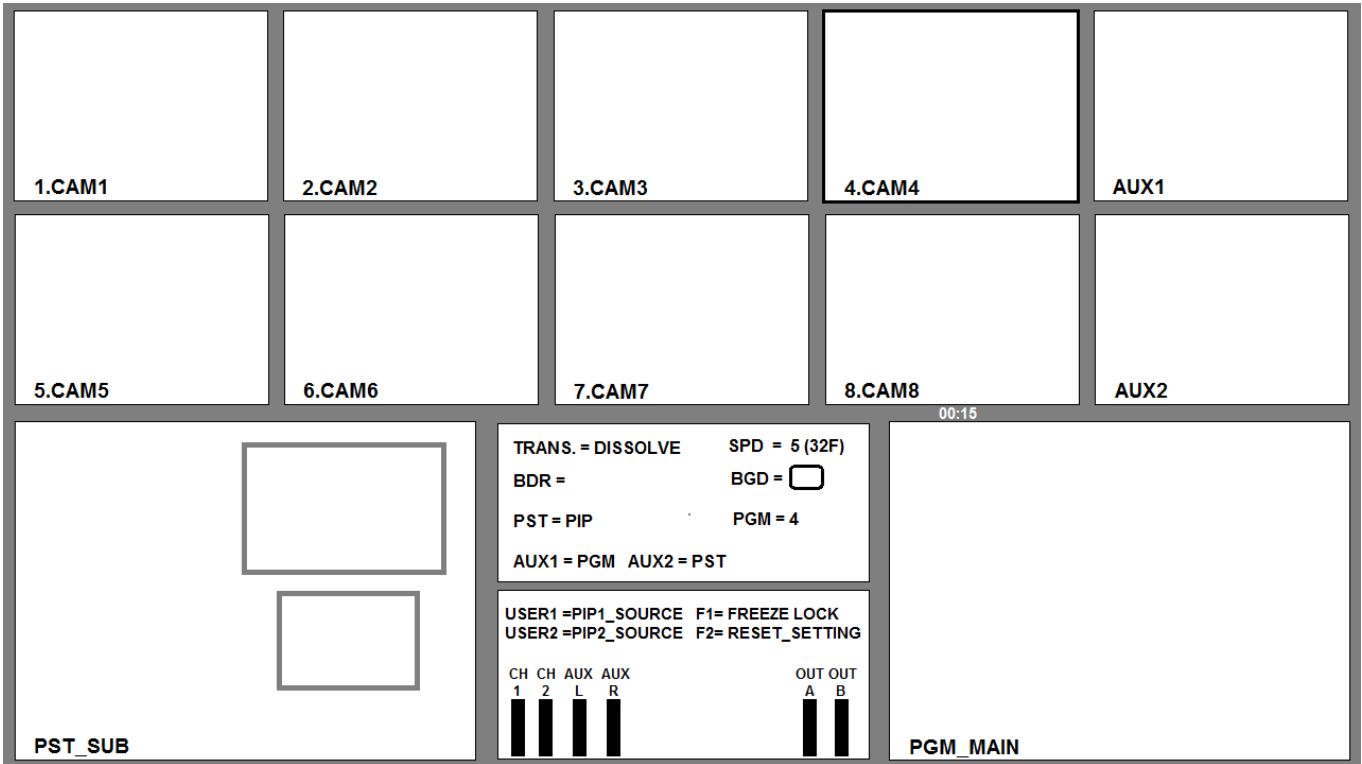 1.CAM1
2.CAM2
3.CAM3
4.CAM4
AUX1
5.CAM5
6.CAM6
7.CAM7
8.CAM8
AUX2
00:15
TRANS. = DISSOLVE SPD = 5 (32F)
BDR = BGD =
PST = PIP PGM = 4
AUX1 = PGM AUX2 = PST
USER1 =PIP1_SOURCE F1= FREEZE LOCK
USER2 =PIP2_SOURCE F2= RESET_SETTING
CH CH AUX AUX OUT OUT
1 2 L R A B
PST_SUB
PGM_MAIN